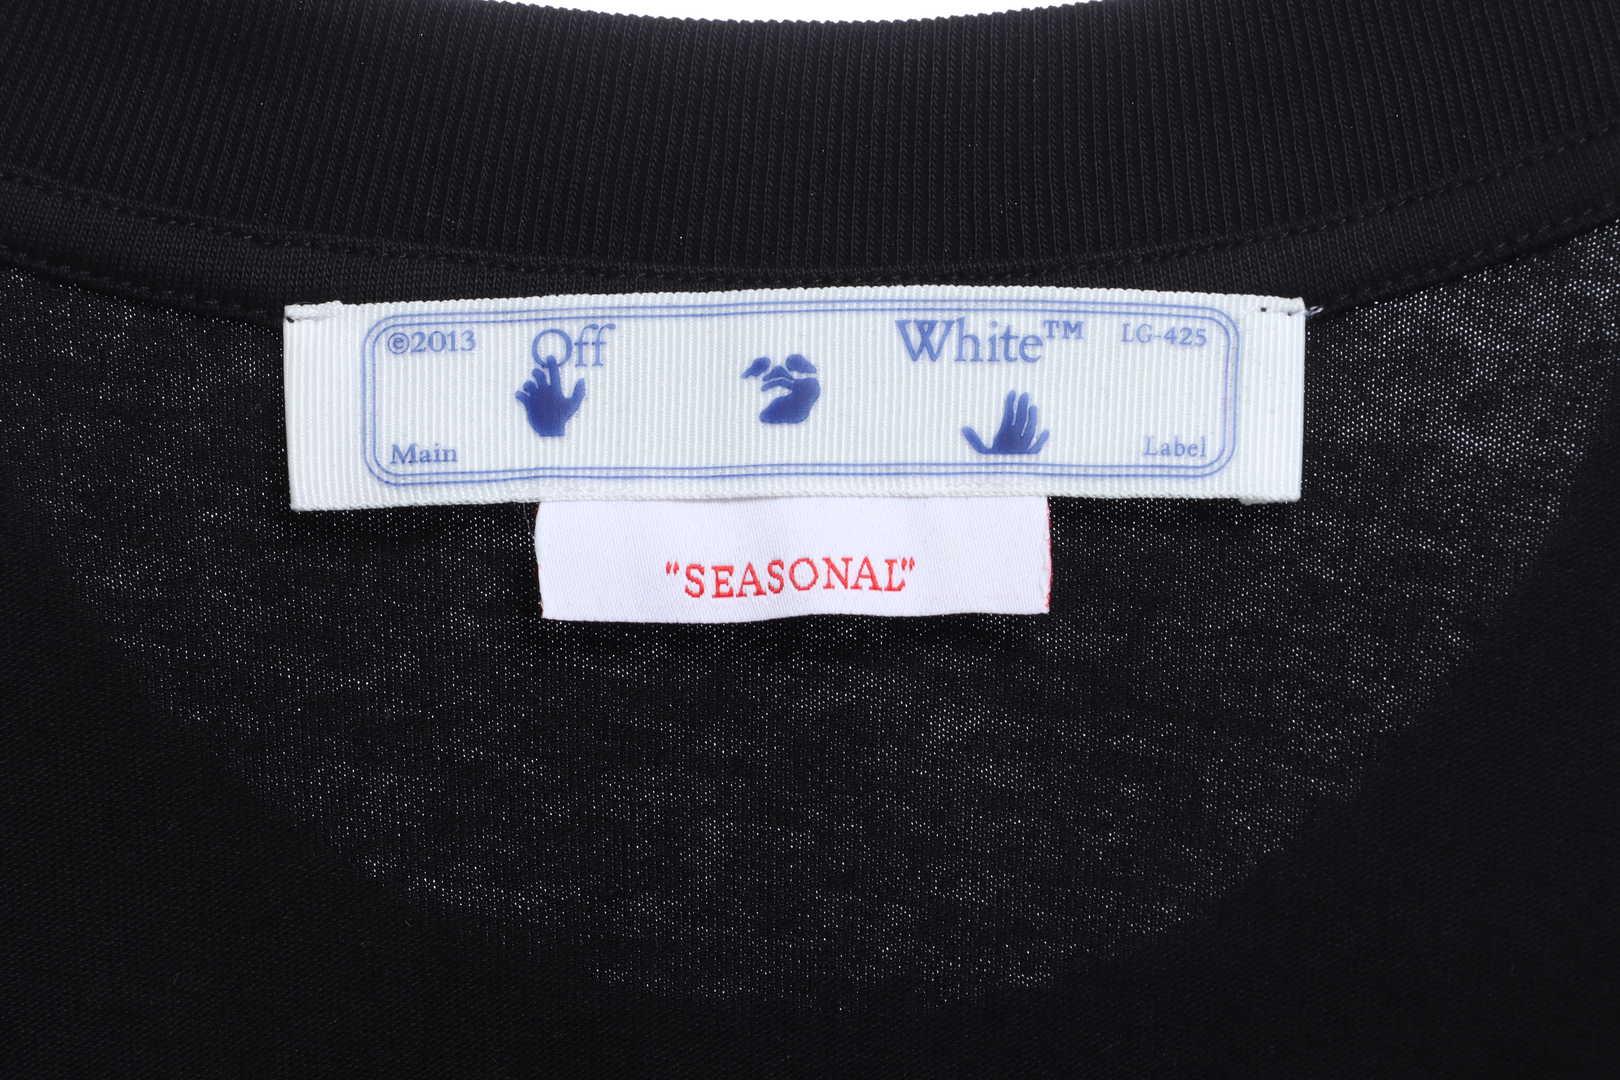 ©2013 Off White™ LG-425
Main Label
"SEASONAL"